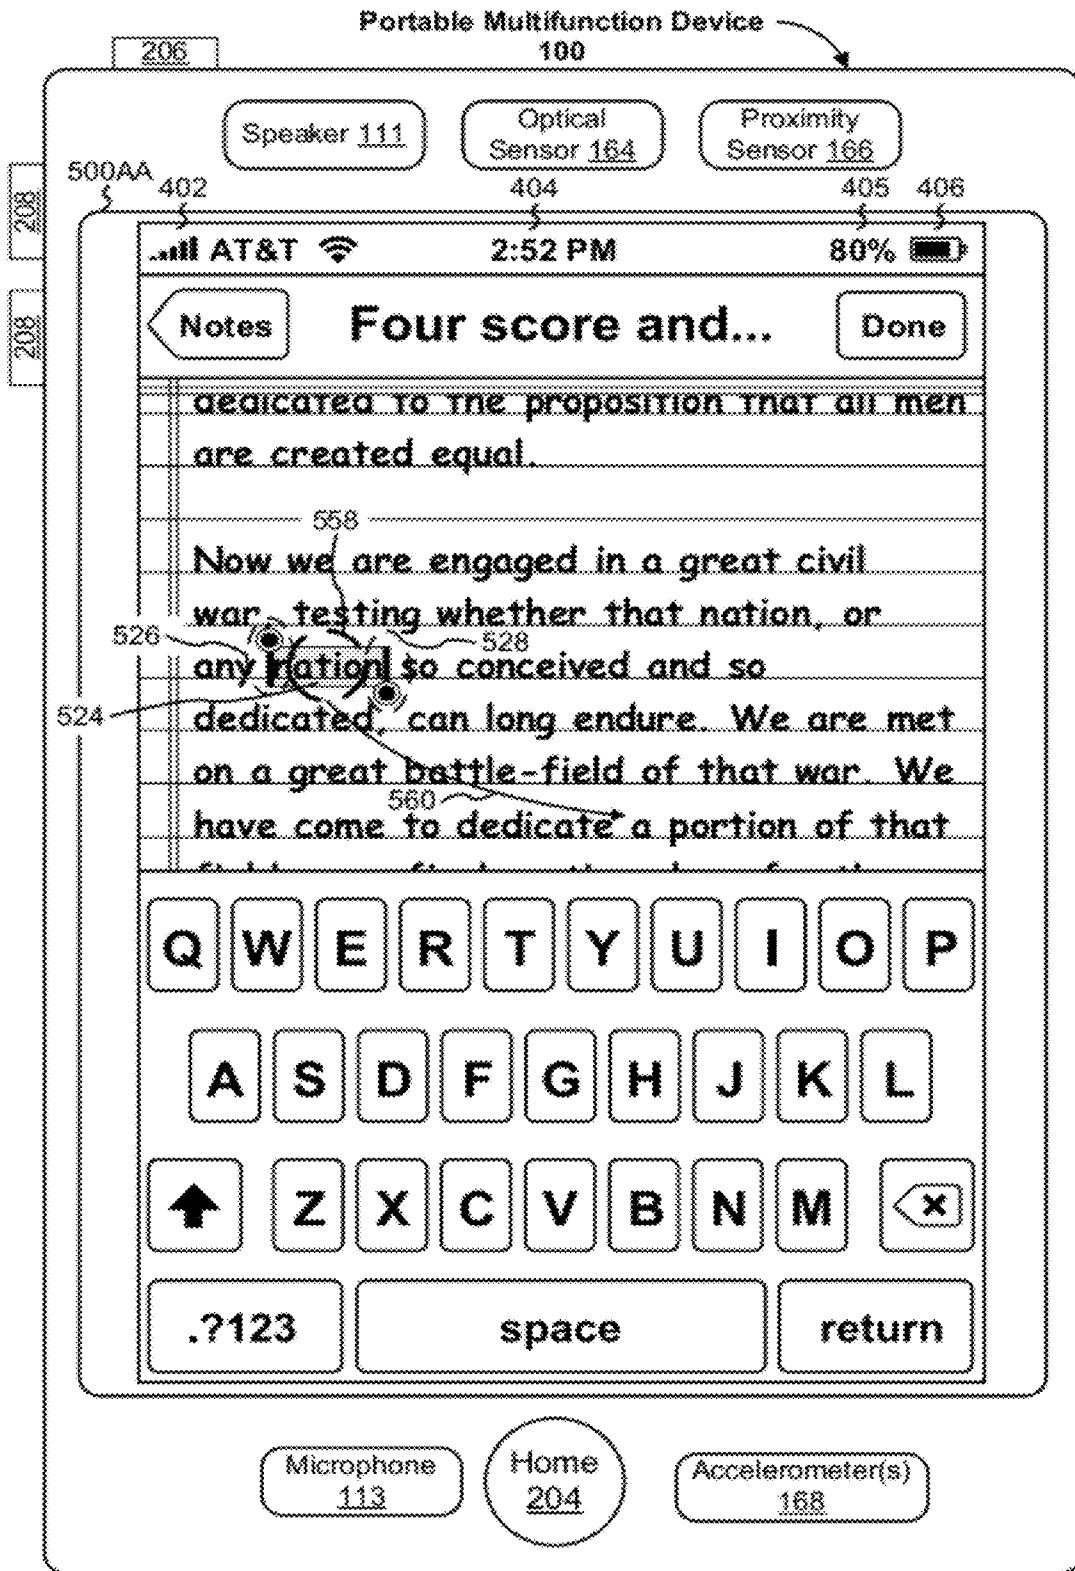 Portable Multifunction Device
100
206
Speaker 111
Optical
Sensor 164
Proximity
Sensor 166
500AA
402
404
405
406
208
208
AT&T 2:52 PM 80%
Notes Four score and... Done
dedicated to the proposition that all men
are created equal.
558
Now we are engaged in a great civil
war, testing whether that nation, or
526
528
any nation so conceived and so
524
dedicated, can long endure. We are met
on a great battle-field of that war. We
560
have come to dedicate a portion of that
Q W E R T Y U I O P
A S D F G H J K L
Z X C V B N M
.?123 space return
Microphone
113
Home
204
Accelerometer(s)
168